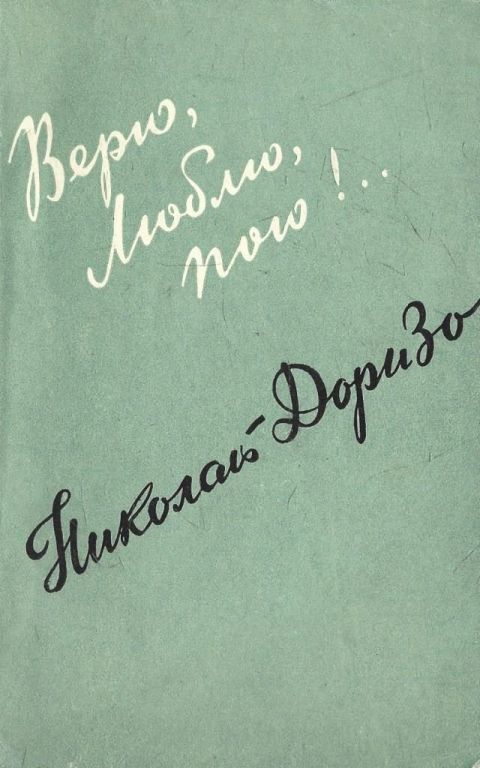 Верю,
Люблю,
пою!..
Николай Доризо